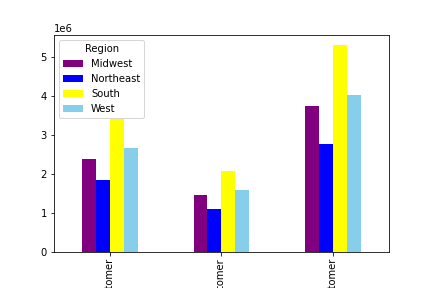 1e6
5
4
3
2
1
0
Region
Midwest
Northeast
South
West
tomer
tomer
tomer